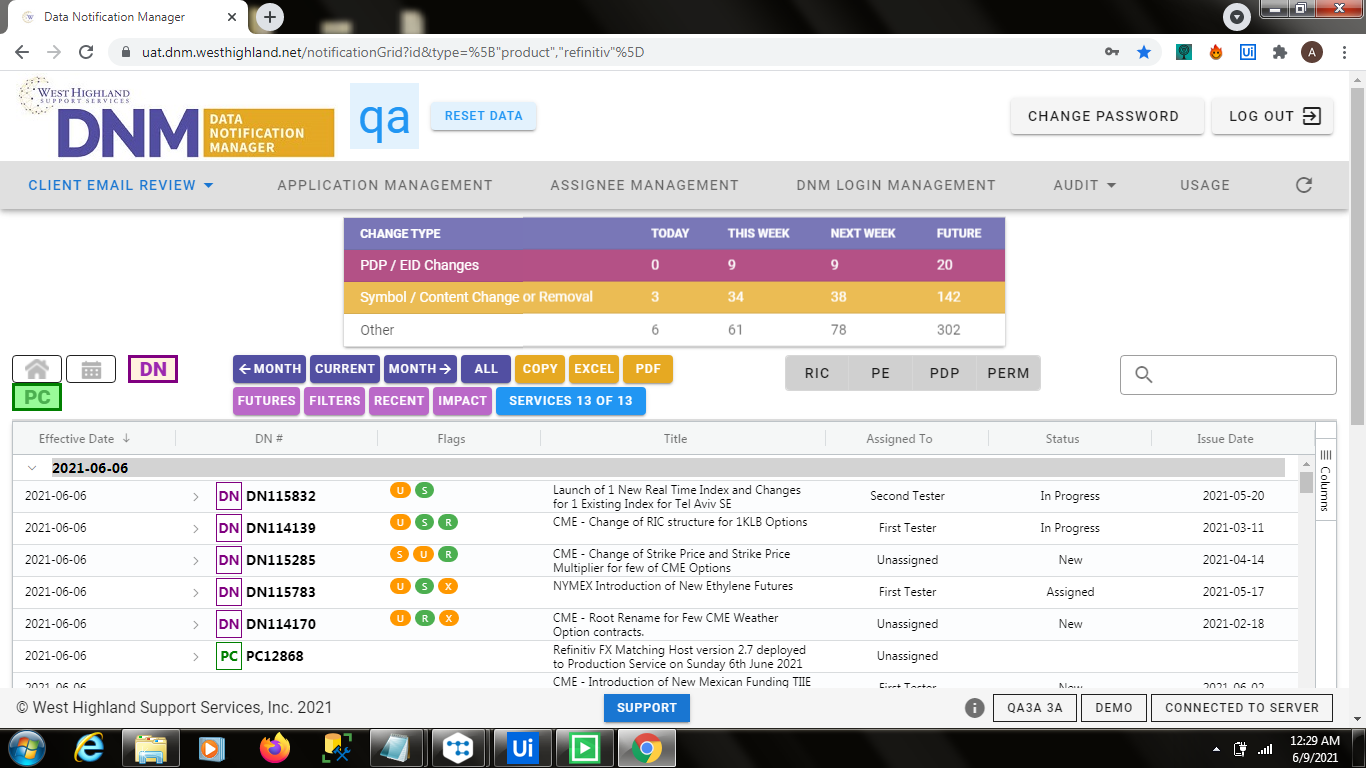 Data Notification Manager
uat.dnm.westhighland.net/notificationGrid?id&type=%5B"product","refinitiv"%5D
A
WEST HIGHLAND
SUPPORT SERVICES
DNM DATA NOTIFICATION MANAGER
qa
RESET DATA
CHANGE PASSWORD
LOG OUT
CLIENT EMAIL REVIEW APPLICATION MANAGEMENT ASSIGNEE MANAGEMENT DNM LOGIN MANAGEMENT AUDIT USAGE
CHANGE TYPE TODAY THIS WEEK NEXT WEEK FUTURE
PDP / EID Changes 0 9 9 20
Symbol / Content Change or Removal 3 34 38 142
Other 6 61 78 302
DN
PC
MONTH CURRENT MONTH ALL COPY EXCEL PDF
FUTURES FILTERS RECENT IMPACT SERVICES 13 OF 13
RIC PE PDP PERM
Effective Date DN # Flags Title Assigned To Status Issue Date
Columns
2021-06-06
2021-06-06 DN DN115832 U S Launch of 1 New Real Time Index and Changes for 1 Existing Index for Tel Aviv SE Second Tester In Progress 2021-05-20
2021-06-06 DN DN114139 U S R CME - Change of RIC structure for 1KLB Options First Tester In Progress 2021-03-11
2021-06-06 DN DN115285 S U R CME - Change of Strike Price and Strike Price Multiplier for few of CME Options Unassigned New 2021-04-14
2021-06-06 DN DN115783 U S X NYMEX Introduction of New Ethylene Futures First Tester Assigned 2021-05-17
2021-06-06 DN DN114170 U R X CME - Root Rename for Few CME Weather Option contracts. Unassigned New 2021-02-18
2021-06-06 PC PC12868 Refinitiv FX Matching Host version 2.7 deployed to Production Service on Sunday 6th June 2021 Unassigned
2021-06-06 CME - Introduction of New Mexican Funding TIIE First Tester New 2021-06-02
© West Highland Support Services, Inc. 2021
SUPPORT
QA3A 3A
DEMO
CONNECTED TO SERVER
Ui
12:29 AM
6/9/2021